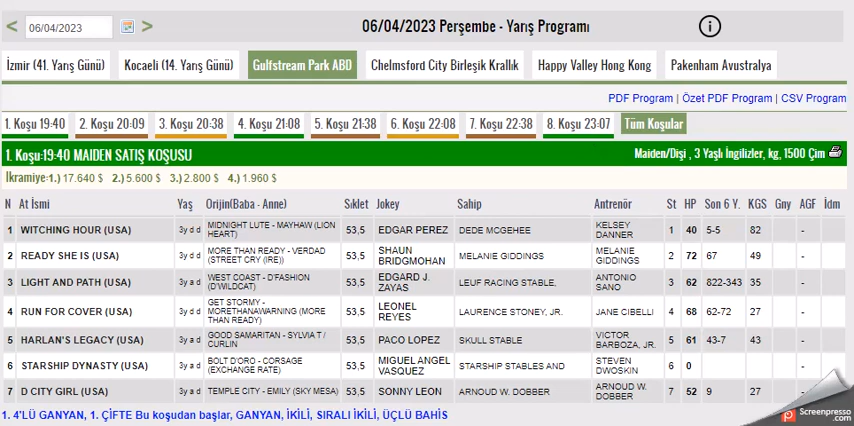 < 06/04/2023 >
06/04/2023 Perşembe - Yarış Programı
İzmir (41. Yarış Günü) Kocaeli (14. Yarış Günü) Gulfstream Park ABD Chelmsford City Birleşik Krallık Happy Valley Hong Kong Pakenham Avustralya
PDF Program | Özet PDF Program | CSV Program
1. Koşu 19:40 2. Koşu 20:09 3. Koşu 20:38 4. Koşu 21:08 5. Koşu 21:38 6. Koşu 22:08 7. Koşu 22:38 8. Koşu 23:07 Tüm Koşular
1. Koşu:19:40 MAIDEN SATIŞ KOŞUSU Maiden/Dişi , 3 Yaşlı İngilizler, kg, 1500 Çim
İkramiye:1.) 17.640 $ 2.) 5.600 $ 3.) 2.800 $ 4.) 1.960 $
N At İsmi Yaş Orijin(Baba - Anne) Sıklet Jokey Sahip Antrenör St HP Son 6 Y. KGS Gny AGF İdm
1 WITCHING HOUR (USA) 3y d d MIDNIGHT LUTE - MAYHAW (LION HEART) 53,5 EDGAR PEREZ DEDE MCGEHEE KELSEY DANNER 1 40 5-5 82 -
2 READY SHE IS (USA) 3y d d MORE THAN READY - VERDAD (STREET CRY (IRE)) 53,5 SHAUN BRIDGMOHAN MELANIE GIDDINGS MELANIE GIDDINGS 2 72 67 49 -
3 LIGHT AND PATH (USA) 3y a d WEST COAST - D'FASHION (D'WILDCAT) 53,5 EDGARD J. ZAYAS LEUF RACING STABLE, ANTONIO SANO 3 62 822-343 35 -
4 RUN FOR COVER (USA) 3y d d GET STORMY - MORETHANAWARNING (MORE THAN READY) 53,5 LEONEL REYES LAURENCE STONEY, JR. JANE CIBELLI 4 68 62-72 27 -
5 HARLAN'S LEGACY (USA) 3y a d GOOD SAMARITAN - SYLVIA T / CURLIN 53,5 PACO LOPEZ SKULL STABLE VICTOR BARBOZA, JR. 5 61 43-7 43 -
6 STARSHIP DYNASTY (USA) 3y a d BOLT D'ORO - CORSAGE (EXCHANGE RATE) 53,5 MIGUEL ANGEL VASQUEZ STARSHIP STABLES AND STEVEN DWOSKIN 6 0 -
7 D CITY GIRL (USA) 3y a d TEMPLE CITY - EMILY (SKY MESA) 53,5 SONNY LEON ARNOUD W. DOBBER ARNOUD W. DOBBER 7 52 9 27 -
1. 4'LÜ GANYAN, 1. ÇİFTE Bu koşudan başlar, GANYAN, İKİLİ, SIRALI İKİLİ, ÜÇLÜ BAHİS
Screenpresso.com